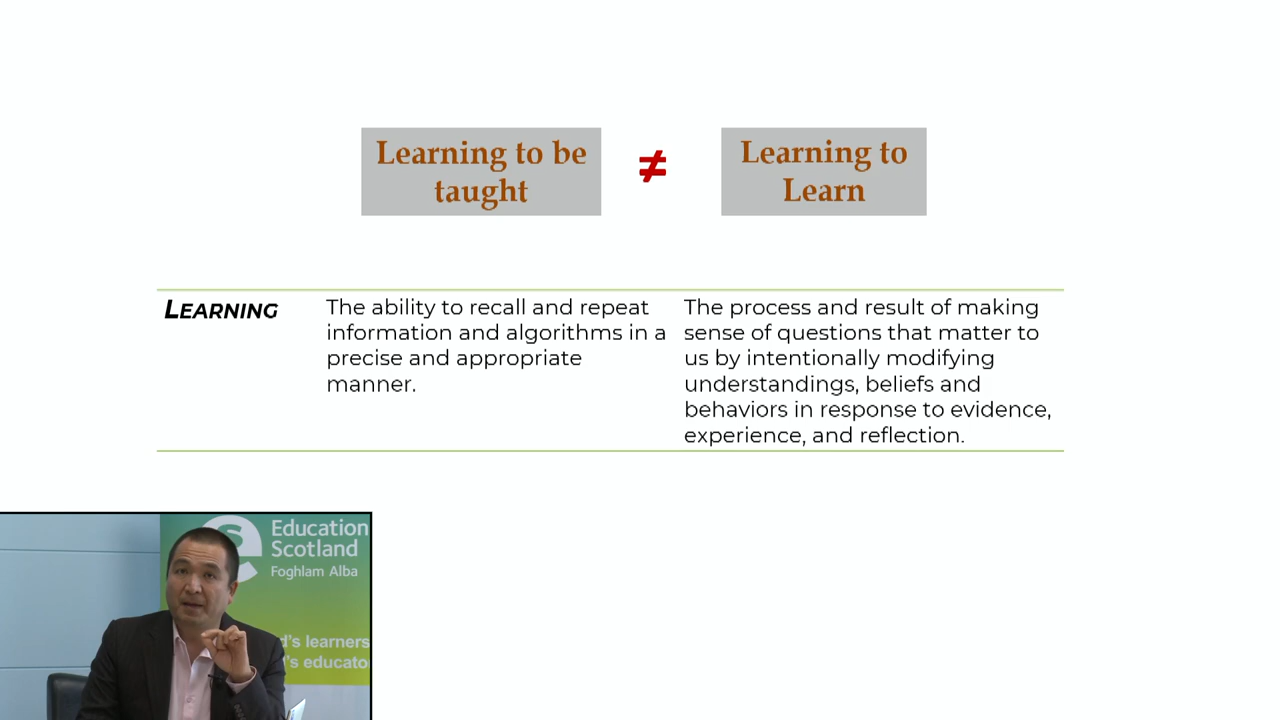 Learning to be
taught
≠
Learning to
Learn
LEARNING
The ability to recall and repeat
information and algorithms in a
precise and appropriate
manner.
The process and result of making
sense of questions that matter to
us by intentionally modifying
understandings, beliefs and
behaviors in response to evidence,
experience, and reflection.
Education
Scotland
Foghlam Alba
d's learners
's educato